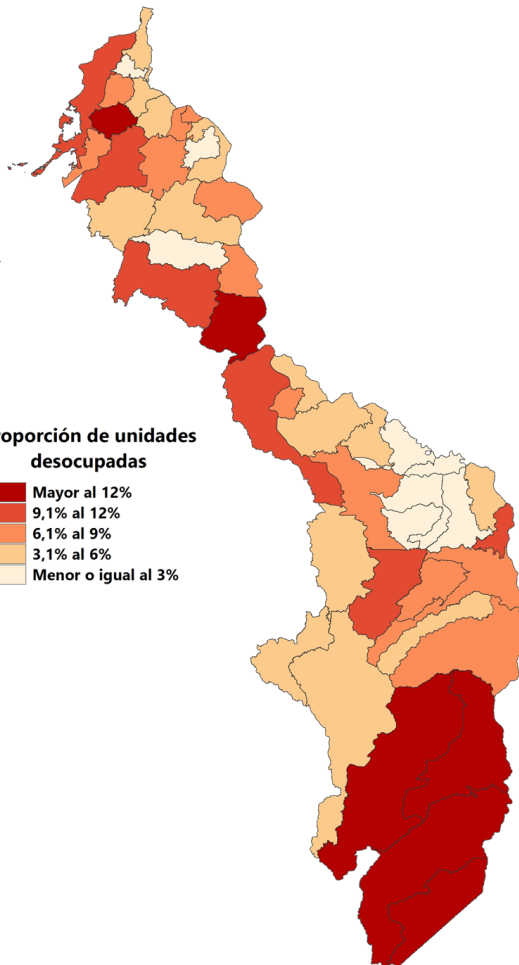 roporción de unidades
desocupadas
Mayor al 12%
9,1% al 12%
6,1% al 9%
3,1% al 6%
Menor o igual al 3%